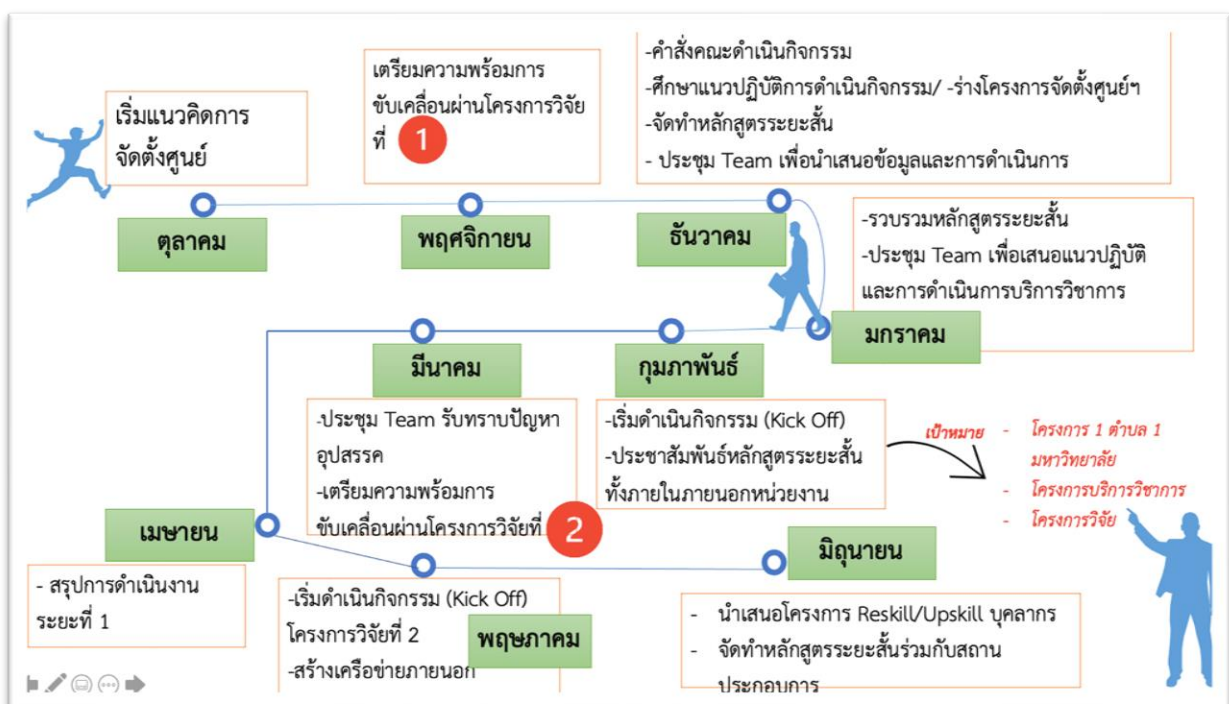 เริ่มแนวคิดการ
จัดตั้งศูนย์
ตุลาคม
เตรียมความพร้อมการ
ขับเคลื่อนผ่านโครงการวิจัย
ที่ 1
พฤศจิกายน
-คำสั่งคณะดำเนินกิจกรรม
-ศึกษาแนวปฏิบัติการดำเนินกิจกรรม/ -ร่างโครงการจัดตั้งศูนย์ฯ
-จัดทำหลักสูตรระยะสั้น
- ประชุม Team เพื่อนำเสนอข้อมูลและการดำเนินการ
ธันวาคม
-รวบรวมหลักสูตรระยะสั้น
-ประชุม Team เพื่อเสนอแนวปฏิบัติ
และการดำเนินการบริการวิชาการ
มกราคม
กุมภาพันธ์
-เริ่มดำเนินกิจกรรม (Kick Off)
-ประชาสัมพันธ์หลักสูตรระยะสั้น
ทั้งภายในภายนอกหน่วยงาน
เป้าหมาย - โครงการ 1 ตำบล 1
มหาวิทยาลัย
- โครงการบริการวิชาการ
- โครงการวิจัย
มีนาคม
-ประชุม Team รับทราบปัญหา
อุปสรรค
-เตรียมความพร้อมการ
ขับเคลื่อนผ่านโครงการวิจัยที่ 2
เมษายน
- สรุปการดำเนินงาน
ระยะที่ 1
-เริ่มดำเนินกิจกรรม (Kick Off)
โครงการวิจัยที่ 2
-สร้างเครือข่ายภายนอก
พฤษภาคม
มิถุนายน
- นำเสนอโครงการ Reskill/Upskill บุคลากร
- จัดทำหลักสูตรระยะสั้นร่วมกับสถาน
ประกอบการ